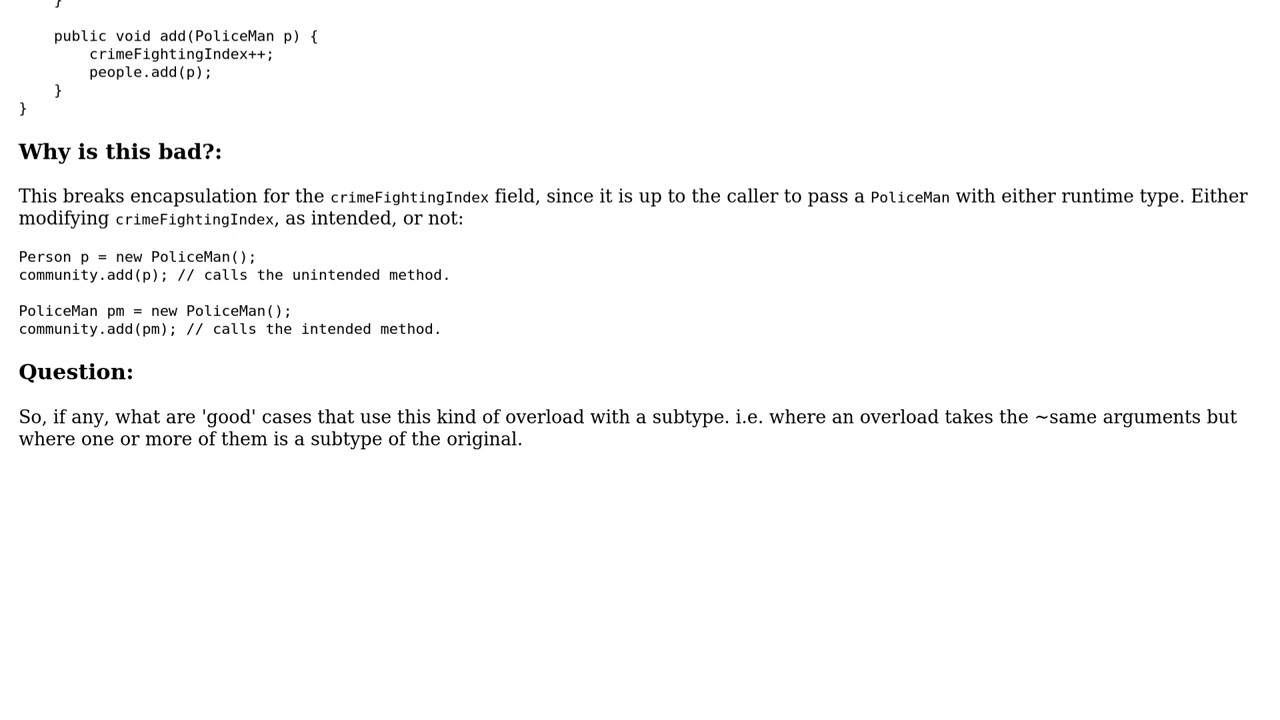 }
    public void add(PoliceMan p) {
        crimeFightingIndex++;
        people.add(p);
    }
}
Why is this bad?:
This breaks encapsulation for the crimeFightingIndex field, since it is up to the caller to pass a PoliceMan with either runtime type. Either
modifying crimeFightingIndex, as intended, or not:
Person p = new PoliceMan();
community.add(p); // calls the unintended method.
PoliceMan pm = new PoliceMan();
community.add(pm); // calls the intended method.
Question:
So, if any, what are 'good' cases that use this kind of overload with a subtype. i.e. where an overload takes the ~same arguments but
where one or more of them is a subtype of the original.